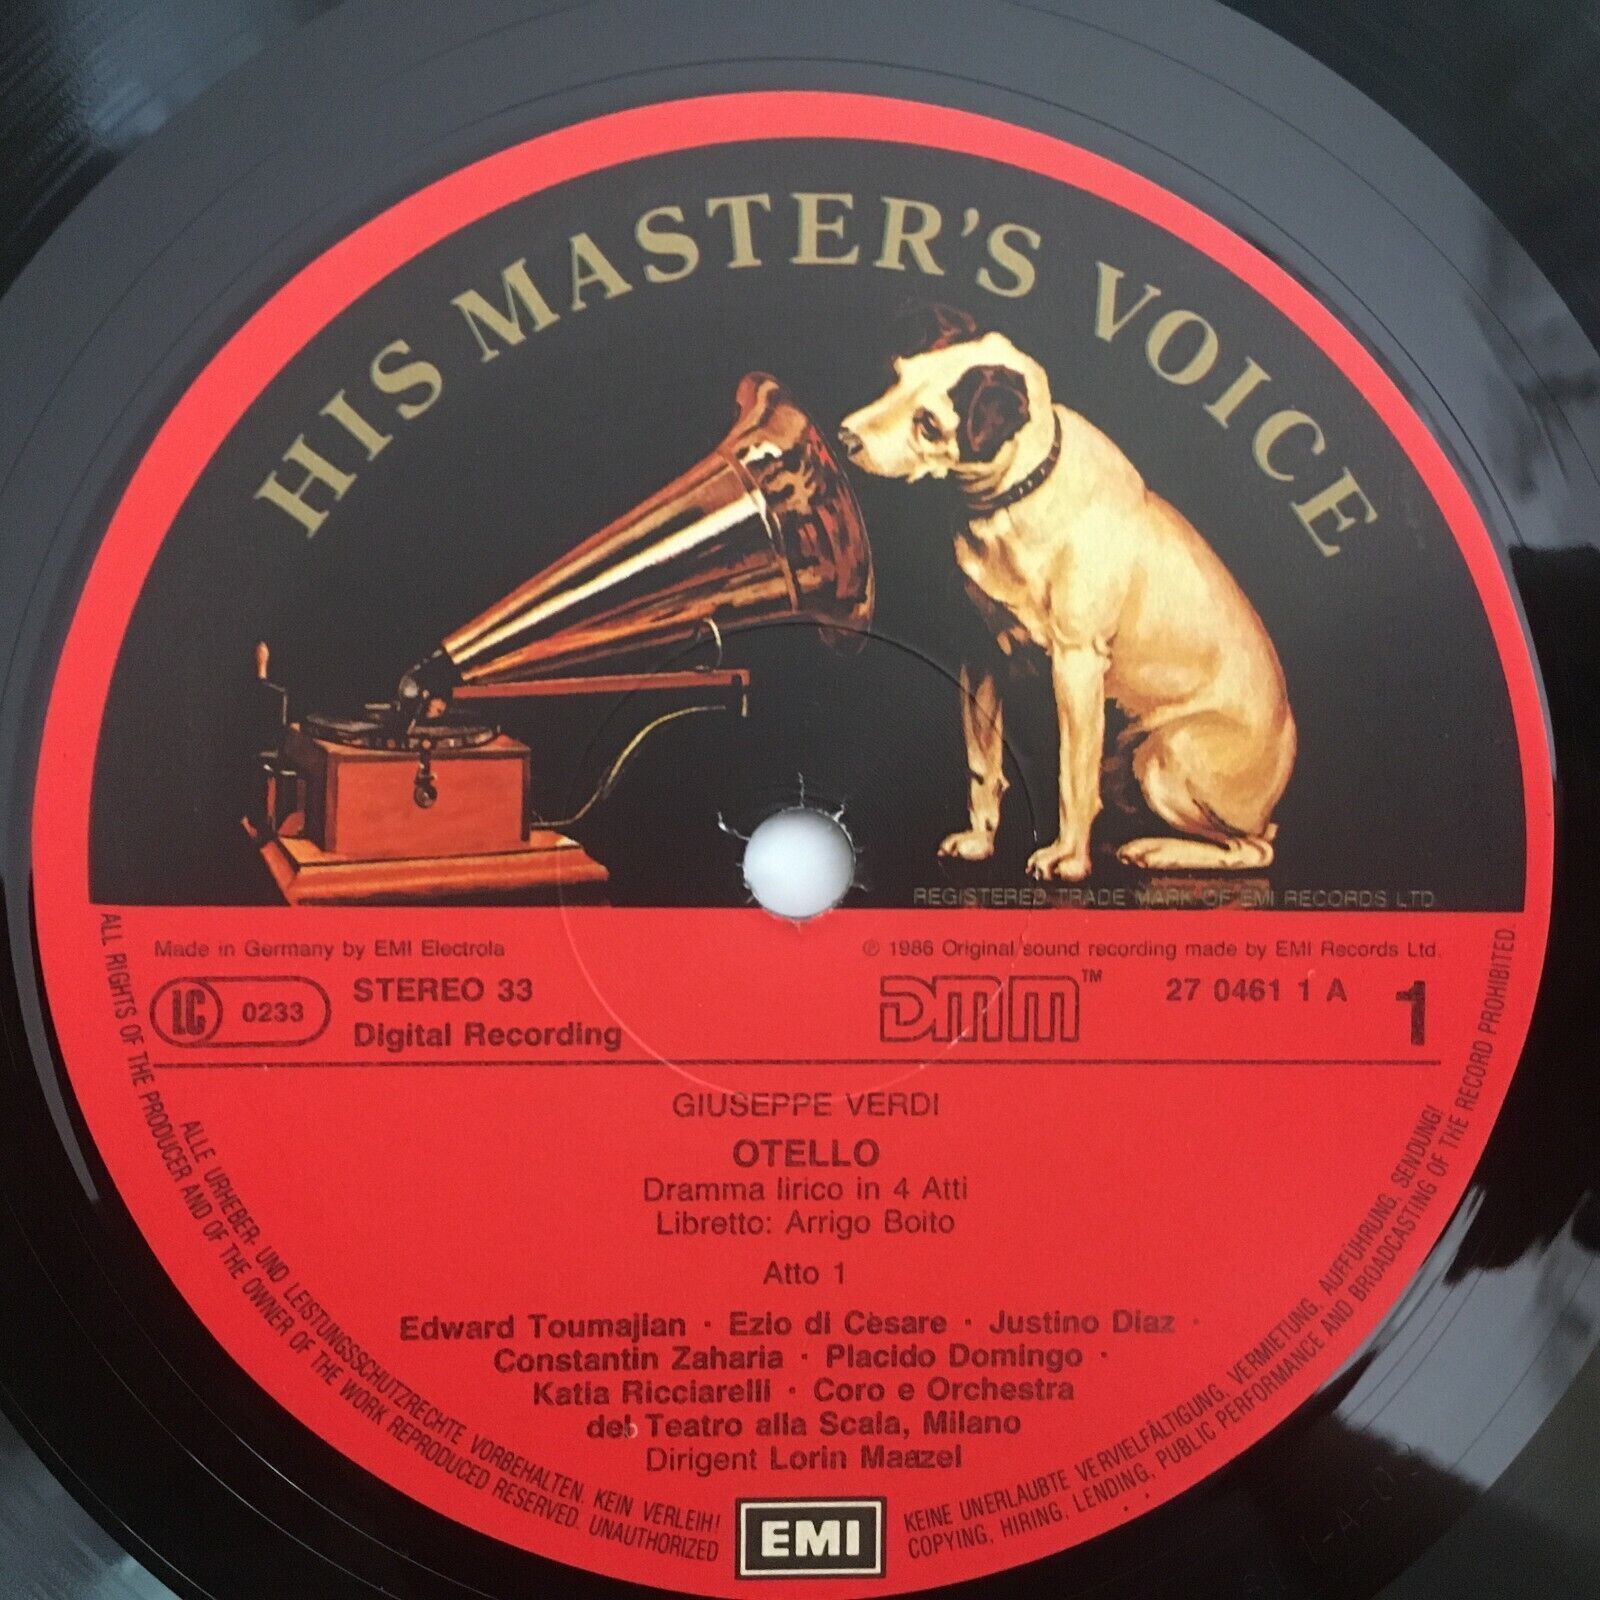 HIS MASTER'S VOICE
REGISTERED TRADE MARK OF EMI RECORDS LTD
Made in Germany by EMI Electrola
℗ 1986 Original sound recording made by EMI Records Ltd.
LC 0233
STEREO 33
Digital Recording
DMM™
27 0461 1 A
1
GIUSEPPE VERDI
OTELLO
Dramma lirico in 4 Atti
Libretto: Arrigo Boito
Atto 1
Edward Toumajian · Ezio di Cèsare · Justino Diaz ·
Constantin Zaharia · Placido Domingo ·
Katia Ricciarelli · Coro e Orchestra
del Teatro alla Scala, Milano
Dirigent Lorin Maazel
EMI
ALL RIGHTS OF THE PRODUCER AND OF THE OWNER OF THE WORK REPRODUCED RESERVED. UNAUTHORIZED
COPYING, HIRING, LENDING, PUBLIC PERFORMANCE AND BROADCASTING OF THE RECORD PROHIBITED.
ALLE URHEBER- UND LEISTUNGSSCHUTZRECHTE VORBEHALTEN. KEIN VERLEIH!
KEINE UNERLAUBTE VERVIELFÄLTIGUNG, VERMIETUNG, AUFFÜHRUNG, SENDUNG!